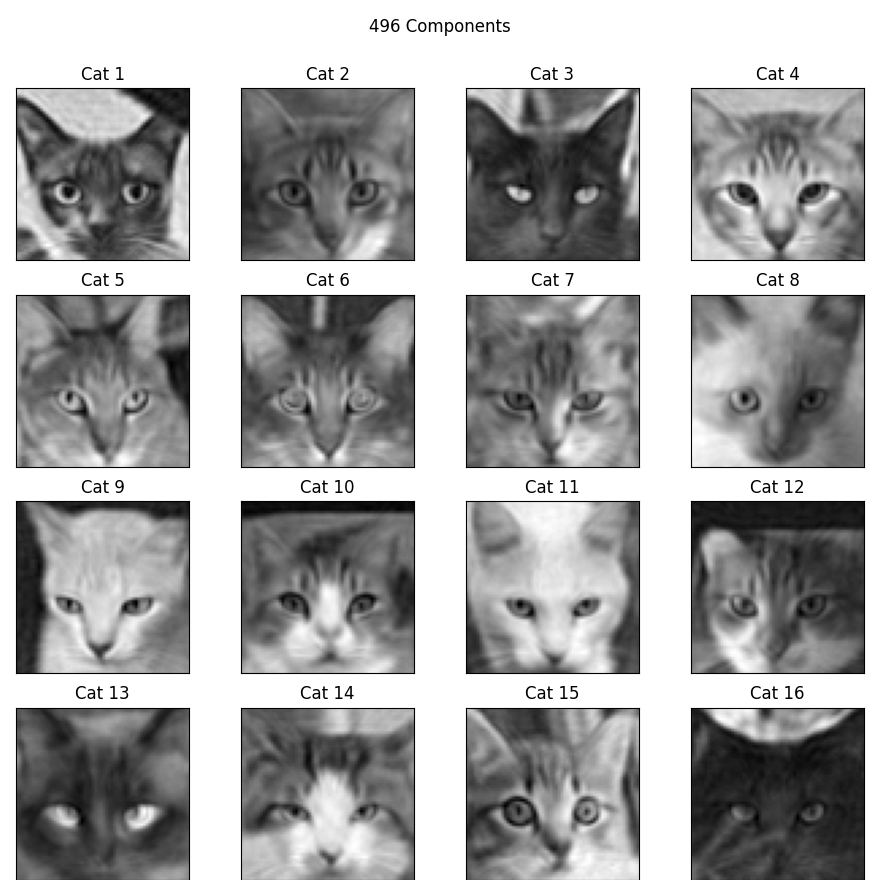 496 Components
Cat 1 Cat 2 Cat 3 Cat 4
Cat 5 Cat 6 Cat 7 Cat 8
Cat 9 Cat 10 Cat 11 Cat 12
Cat 13 Cat 14 Cat 15 Cat 16